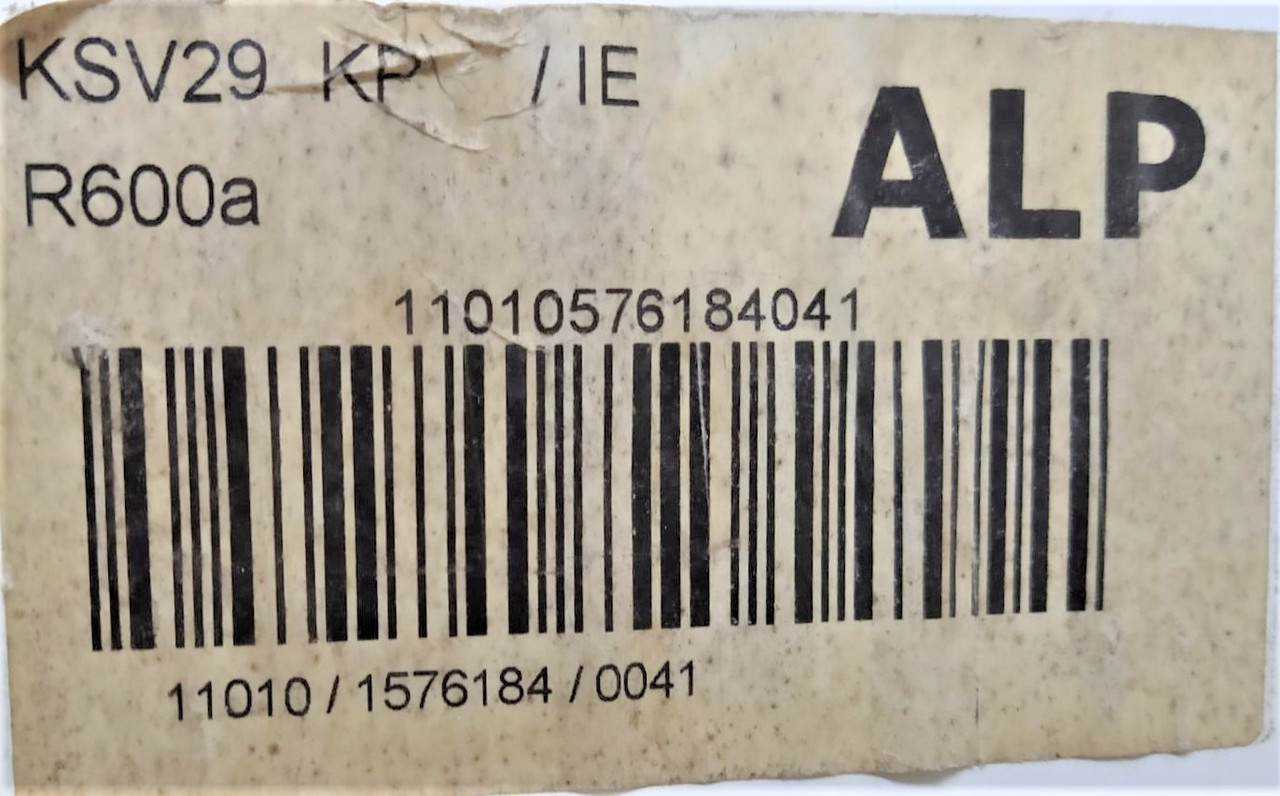 KSV29 KP / IE
R600a
ALP
11010576184041
11010 / 1576184 / 0041